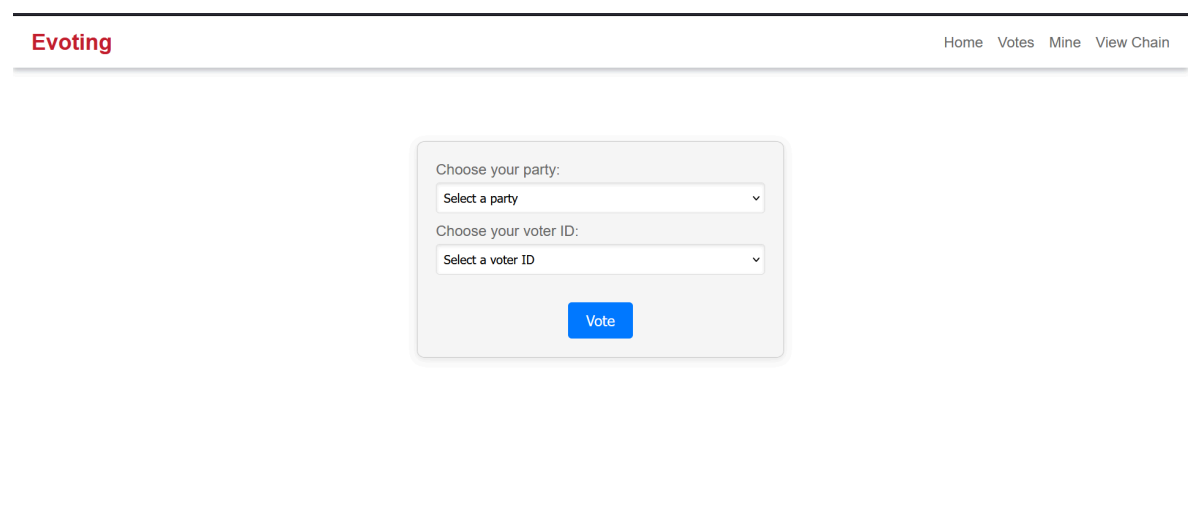 Evoting
Home Votes Mine View Chain
Choose your party:
Select a party
Choose your voter ID:
Select a voter ID
Vote